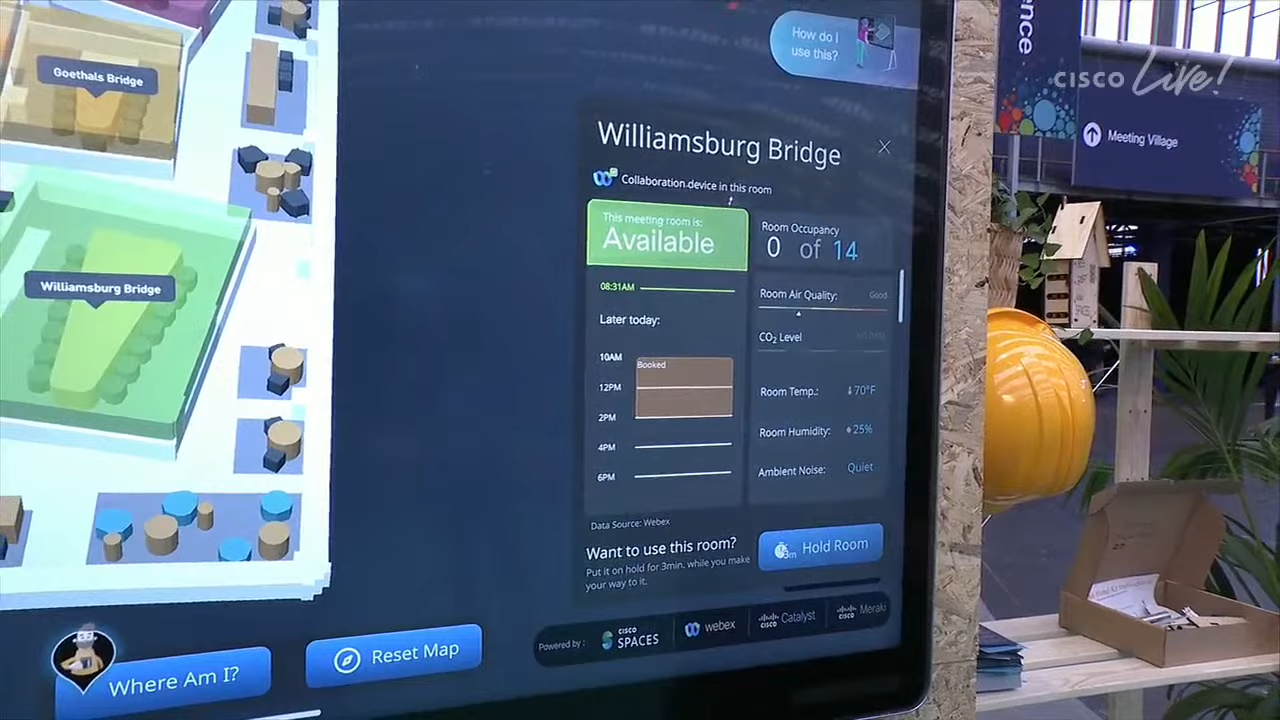 Goethals Bridge
Williamsburg Bridge
Where Am I?
Reset Map
How do I
use this?
Williamsburg Bridge
Collaboration device in this room
This meeting room is:
Available
08:31AM
Later today:
10AM
Booked
12PM
2PM
4PM
6PM
Room Occupancy
0 of 14
Room Air Quality: Good
CO₂ Level
Room Temp.: 70°F
Room Humidity: 25%
Ambient Noise: Quiet
Data Source: Webex
Want to use this room?
Put it on hold for 3min. while you make
your way to it.
3m Hold Room
Powered by:
CISCO
SPACES
webex
CISCO Catalyst
CISCO Meraki
ence
CISCO Live!
Meeting Village